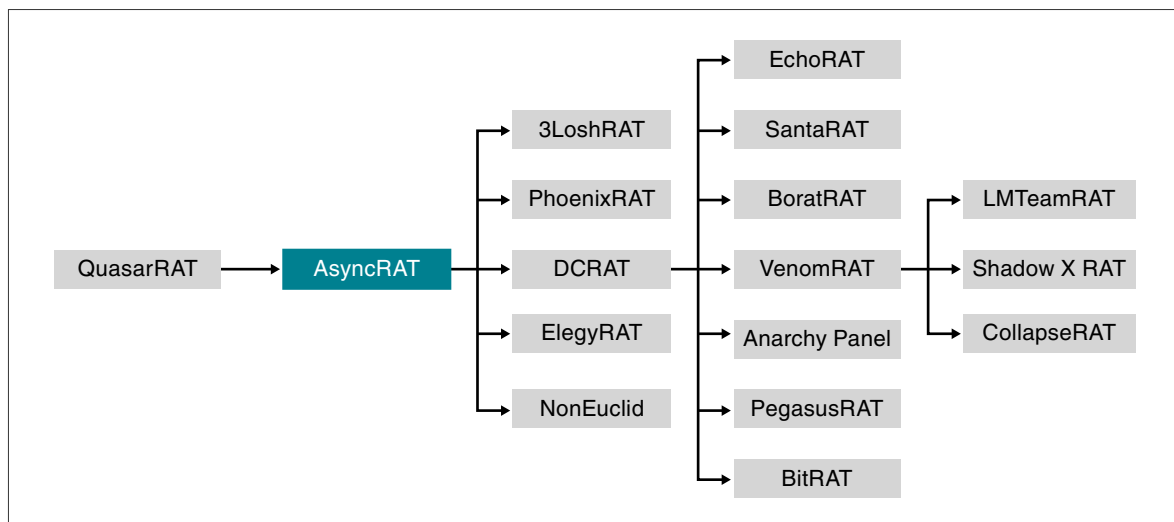 QuasarRAT
AsyncRAT
3LoshRAT
PhoenixRAT
DCRAT
ElegyRAT
NonEuclid
EchoRAT
SantaRAT
BoratRAT
VenomRAT
Anarchy Panel
PegasusRAT
BitRAT
LMTeamRAT
Shadow X RAT
CollapseRAT